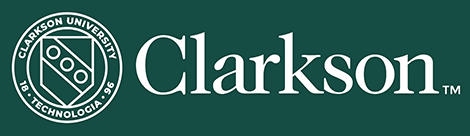 CLARKSON UNIVERSITY
18 · TECHNOLOGIA · 96
Clarkson™